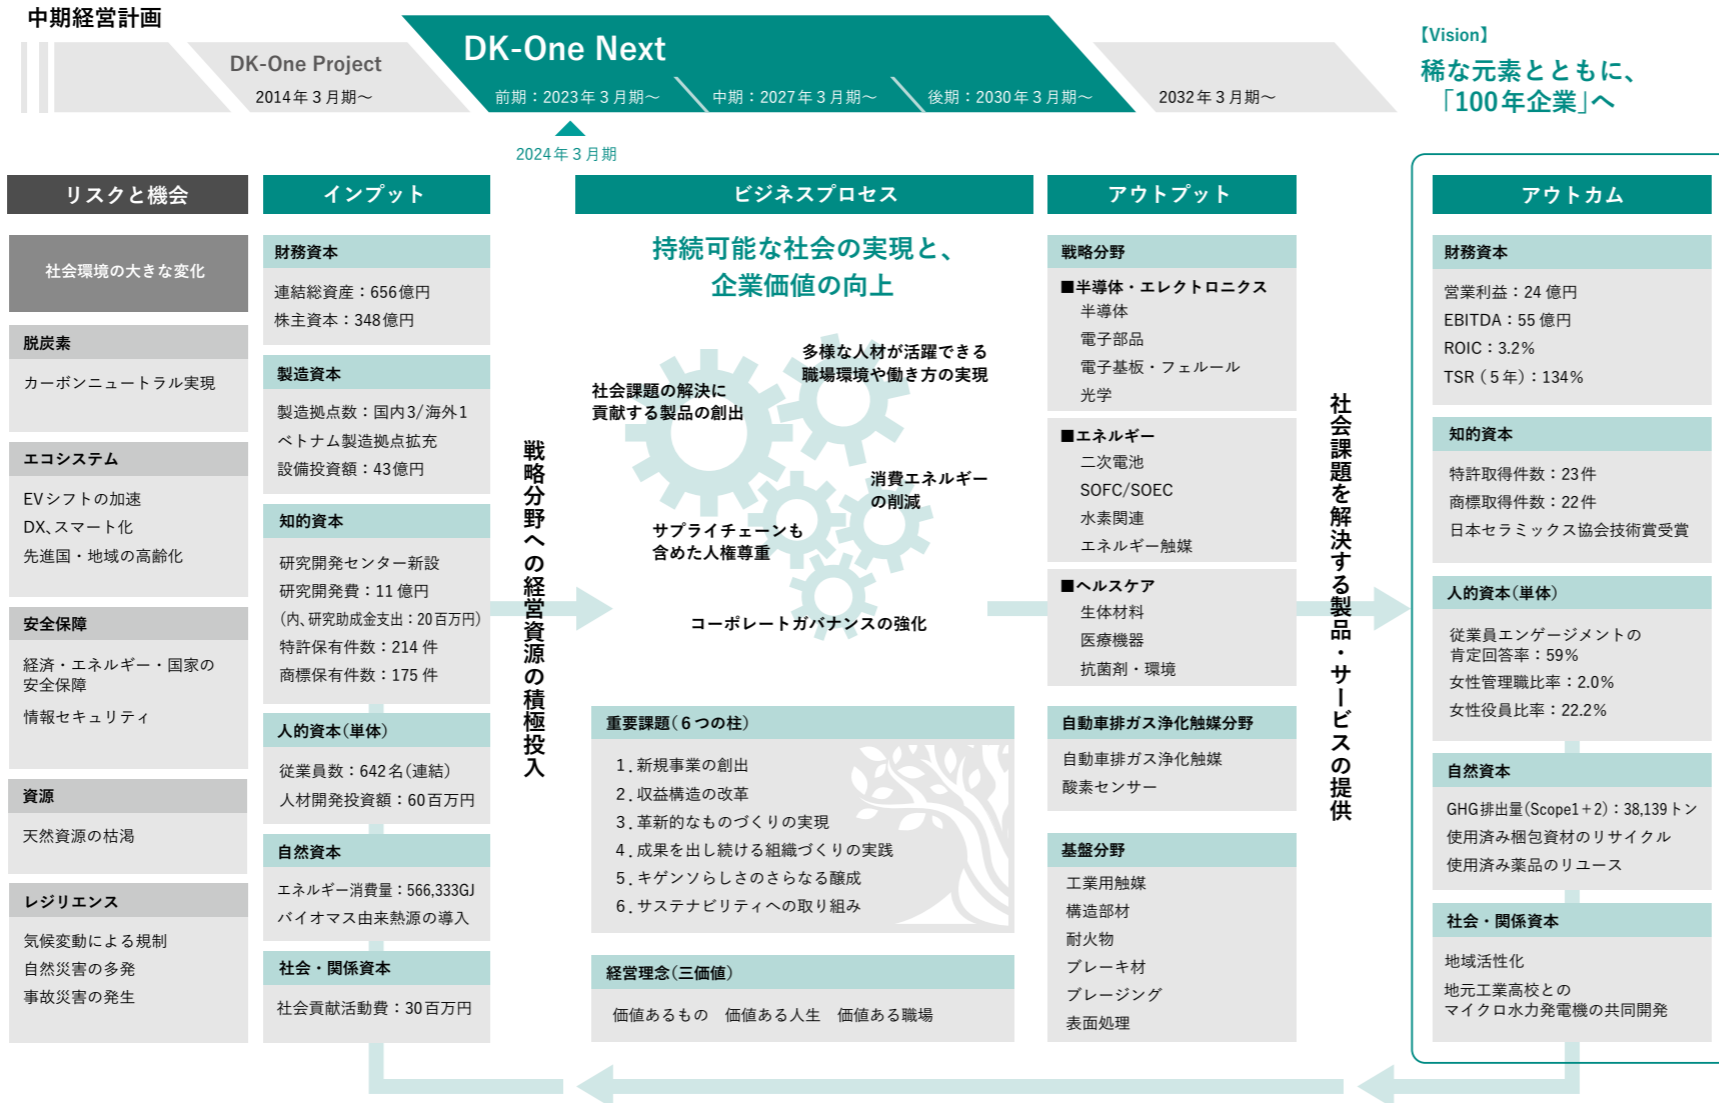 中期経営計画
DK-One Project
2014年3月期～
DK-One Next
前期：2023年3月期～
中期：2027年3月期～
後期：2030年3月期～
2032年3月期～
2024年3月期
【Vision】
稀な元素とともに、
「100年企業」へ
リスクと機会
社会環境の大きな変化
脱炭素
カーボンニュートラル実現
エコシステム
EVシフトの加速
DX、スマート化
先進国・地域の高齢化
安全保障
経済・エネルギー・国家の
安全保障
情報セキュリティ
資源
天然資源の枯渇
レジリエンス
気候変動による規制
自然災害の多発
事故災害の発生
インプット
財務資本
連結総資産：656億円
株主資本：348億円
製造資本
製造拠点数：国内3/海外1
ベトナム製造拠点拡充
設備投資額：43億円
知的資本
研究開発センター新設
研究開発費：11億円
（内、研究助成金支出：20百万円）
特許保有件数：214件
商標保有件数：175件
人的資本（単体）
従業員数：642名（連結）
人材開発投資額：60百万円
自然資本
エネルギー消費量：566,333GJ
バイオマス由来熱源の導入
社会・関係資本
社会貢献活動費：30百万円
戦略分野への経営資源の積極投入
ビジネスプロセス
持続可能な社会の実現と、
企業価値の向上
多様な人材が活躍できる
職場環境や働き方の実現
社会課題の解決に
貢献する製品の創出
消費エネルギー
の削減
サプライチェーンも
含めた人権尊重
コーポレートガバナンスの強化
重要課題（6つの柱）
1. 新規事業の創出
2. 収益構造の改革
3. 革新的なものづくりの実現
4. 成果を出し続ける組織づくりの実践
5. キゲンソらしさのさらなる醸成
6. サステナビリティへの取り組み
経営理念（三価値）
価値あるもの　価値ある人生　価値ある職場
アウトプット
戦略分野
■半導体・エレクトロニクス
半導体
電子部品
電子基板・フェルール
光学
■エネルギー
二次電池
SOFC/SOEC
水素関連
エネルギー触媒
■ヘルスケア
生体材料
医療機器
抗菌剤・環境
自動車排ガス浄化触媒分野
自動車排ガス浄化触媒
酸素センサー
基盤分野
工業用触媒
構造部材
耐火物
ブレーキ材
ブレージング
表面処理
社会課題を解決する製品・サービスの提供
アウトカム
財務資本
営業利益：24億円
EBITDA：55億円
ROIC：3.2%
TSR（5年）：134%
知的資本
特許取得件数：23件
商標取得件数：22件
日本セラミックス協会技術賞受賞
人的資本（単体）
従業員エンゲージメントの
肯定回答率：59%
女性管理職比率：2.0%
女性役員比率：22.2%
自然資本
GHG排出量（Scope1+2）：38,139トン
使用済み梱包資材のリサイクル
使用済み薬品のリユース
社会・関係資本
地域活性化
地元工業高校との
マイクロ水力発電機の共同開発